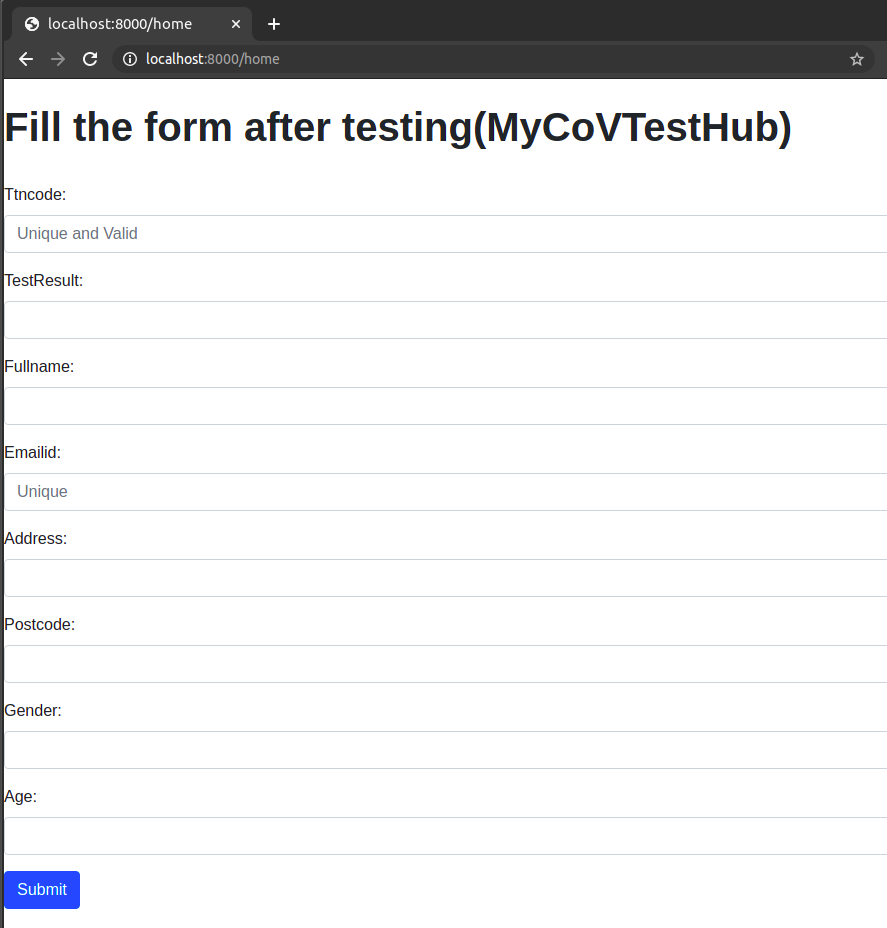 localhost:8000/home
localhost:8000/home
Fill the form after testing(MyCoVTestHub)
Ttncode:
Unique and Valid
TestResult:
Fullname:
Emailid:
Unique
Address:
Postcode:
Gender:
Age:
Submit